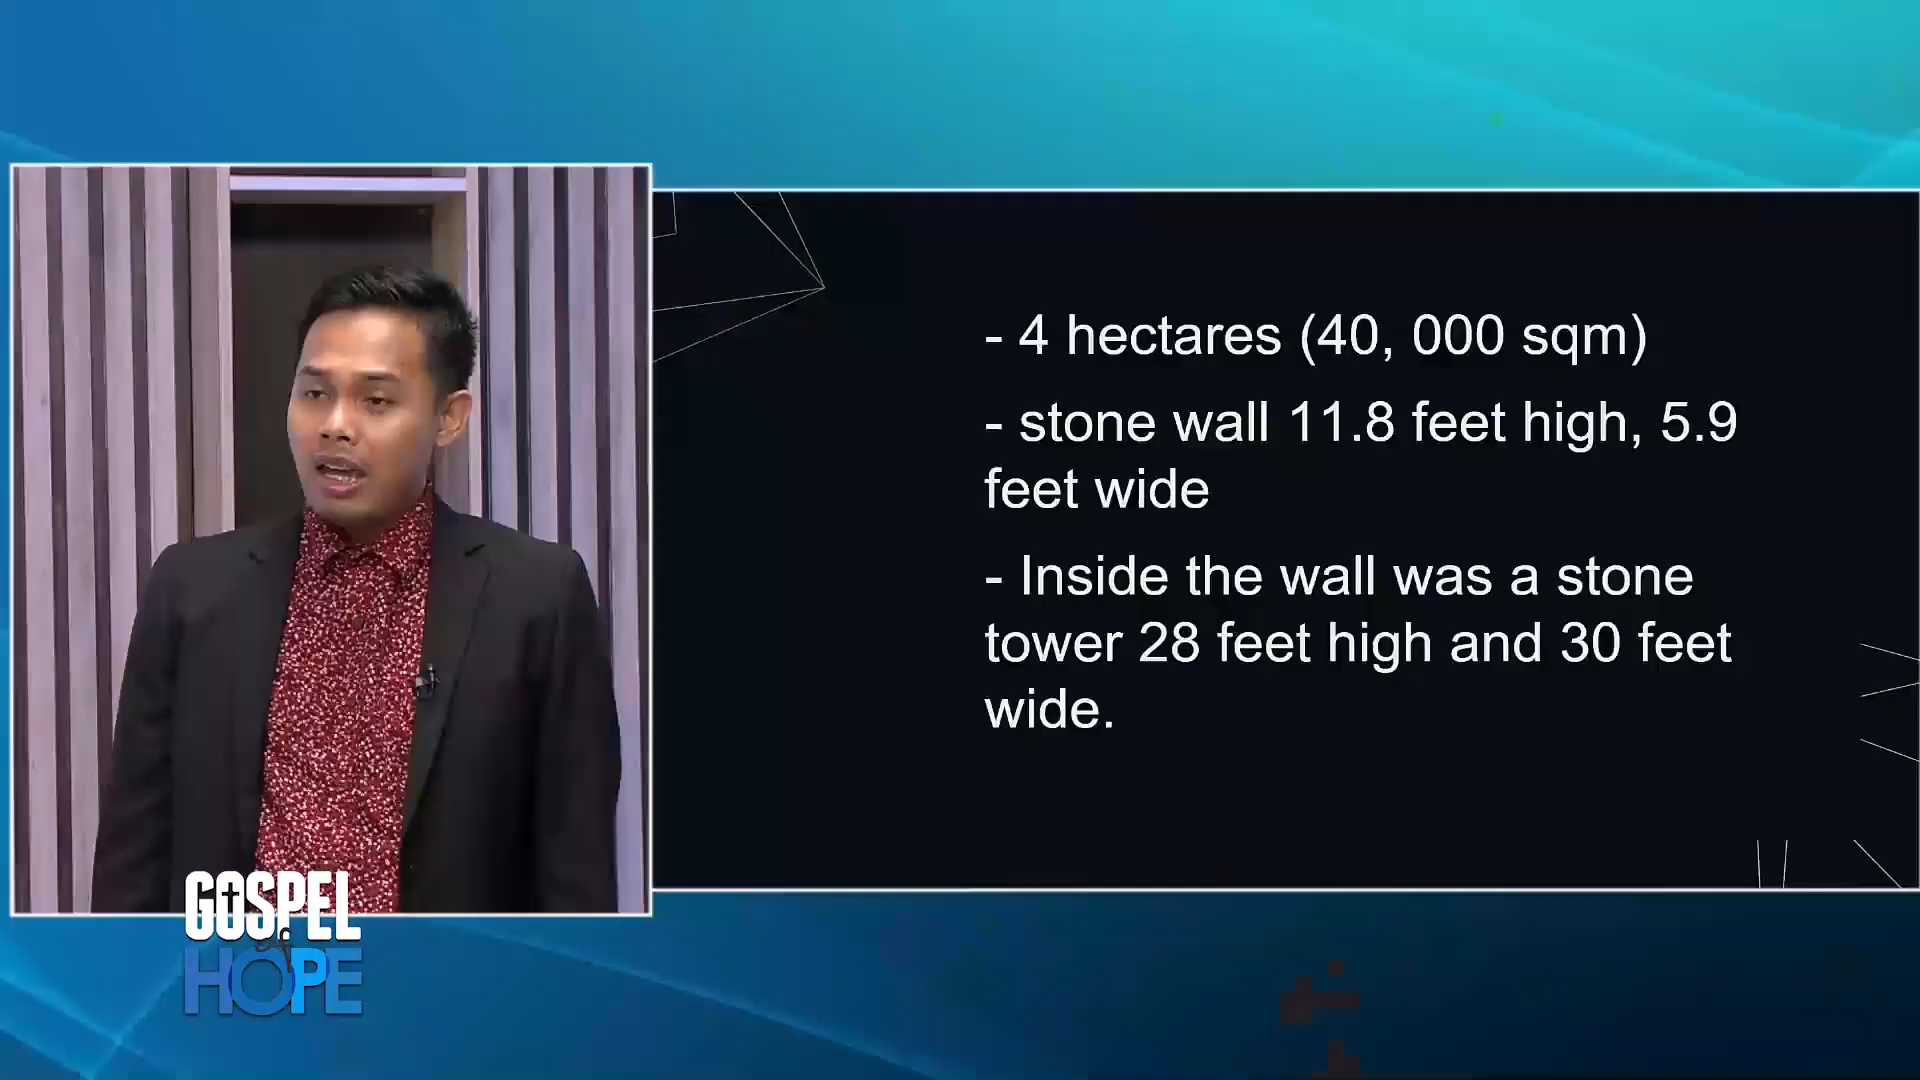 - 4 hectares (40, 000 sqm)
- stone wall 11.8 feet high, 5.9
feet wide
- Inside the wall was a stone
tower 28 feet high and 30 feet
wide.
GOSPEL
of
HOPE